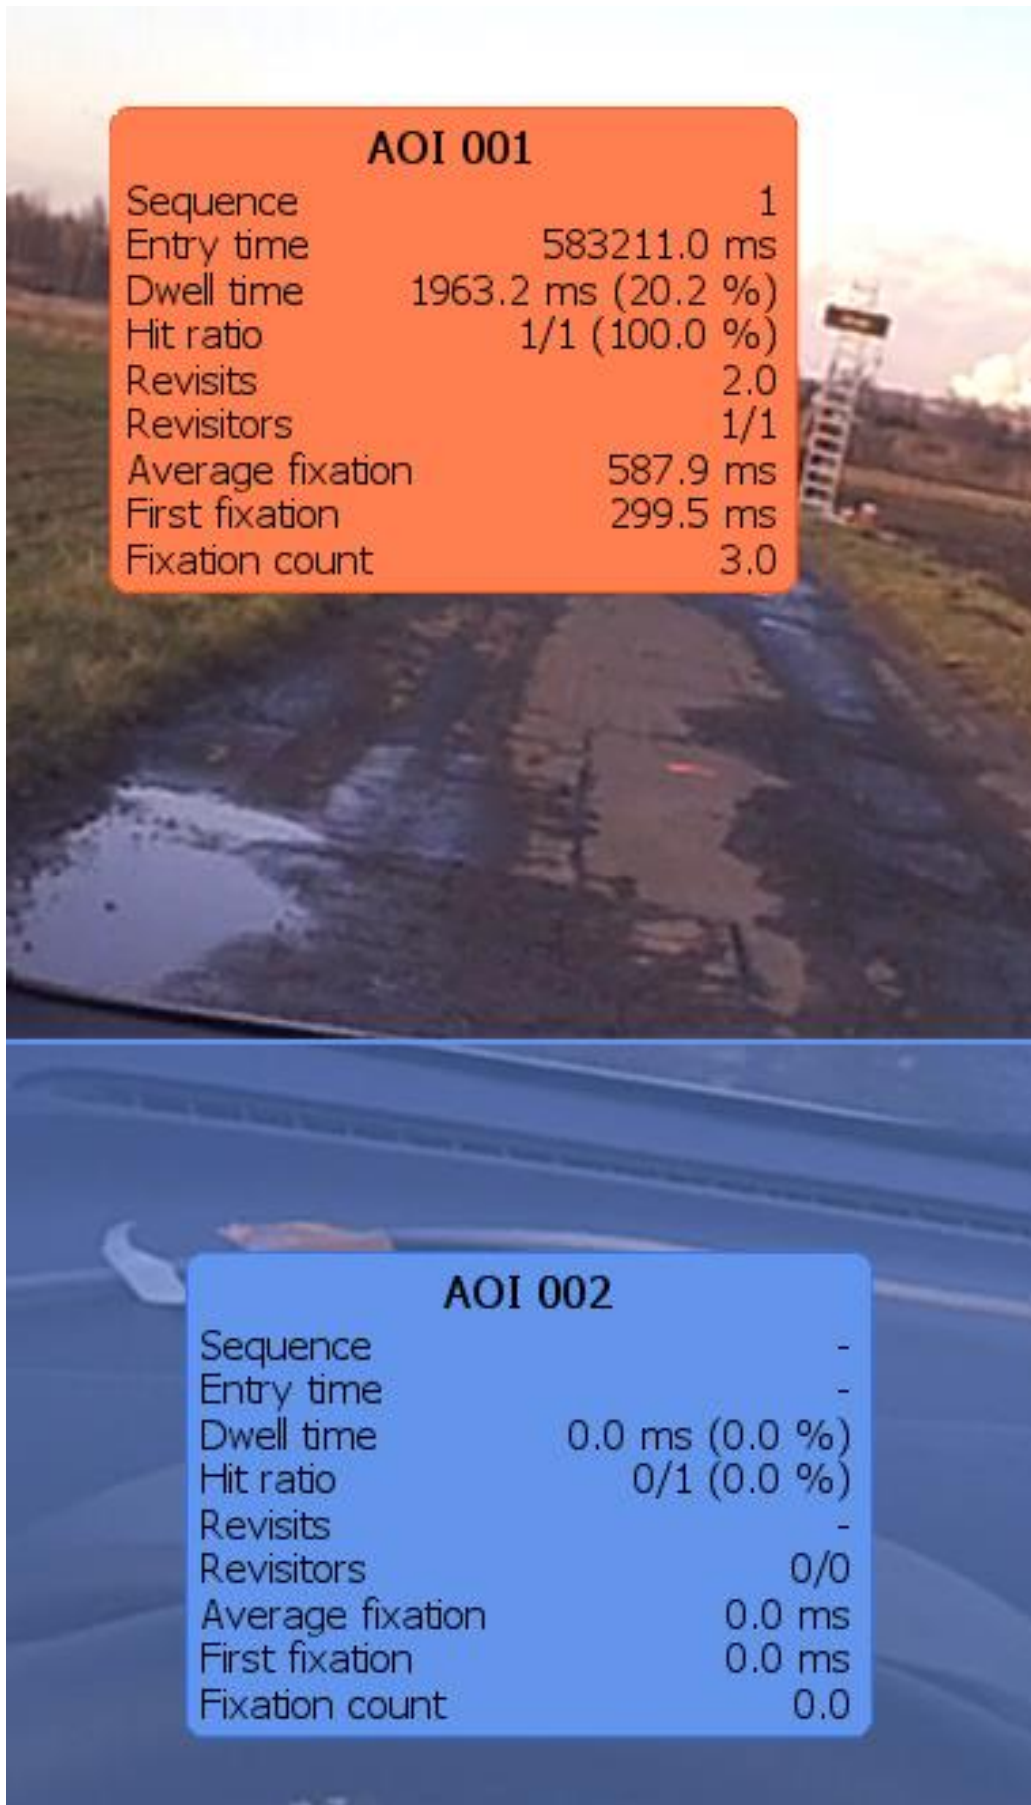 AOI 001
Sequence 1
Entry time 583211.0 ms
Dwell time 1963.2 ms (20.2 %)
Hit ratio 1/1 (100.0 %)
Revisits 2.0
Revisitors 1/1
Average fixation 587.9 ms
First fixation 299.5 ms
Fixation count 3.0
AOI 002
Sequence -
Entry time -
Dwell time 0.0 ms (0.0 %)
Hit ratio 0/1 (0.0 %)
Revisits -
Revisitors 0/0
Average fixation 0.0 ms
First fixation 0.0 ms
Fixation count 0.0